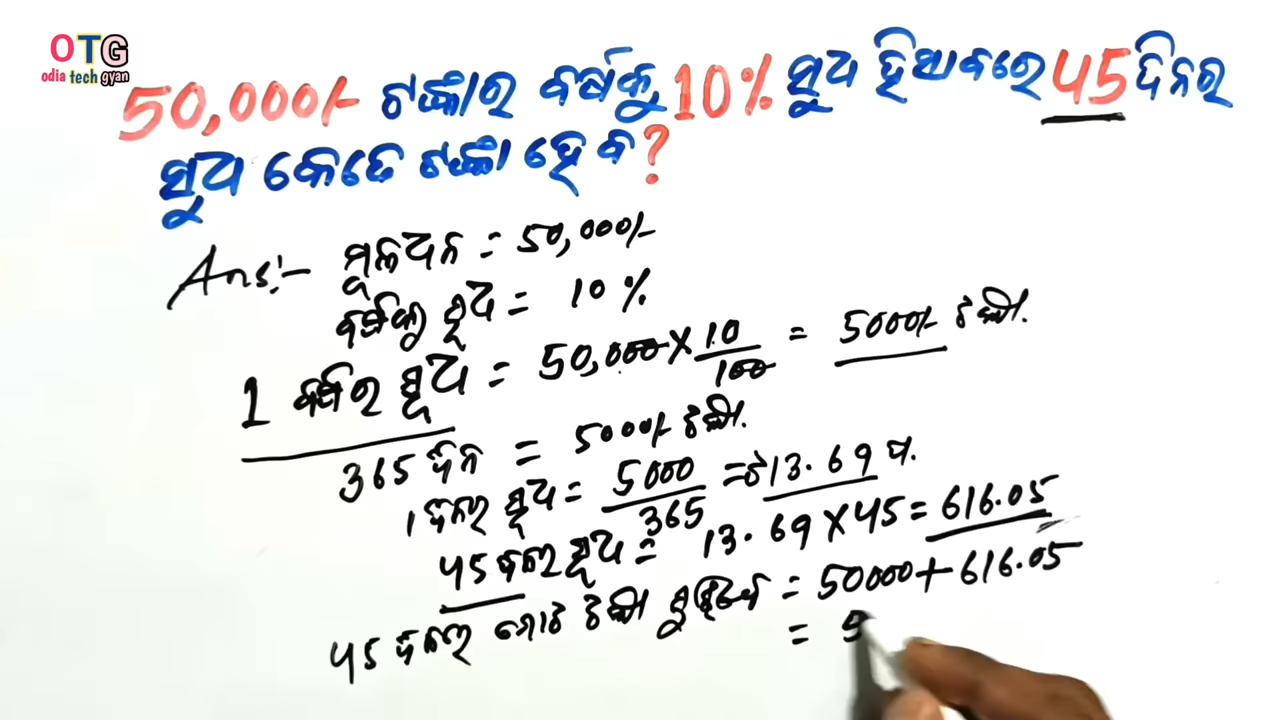 OTG
odia tech gyan
50,000/- ଟଙ୍କାର ବର୍ଷକୁ 10% ସୁଧ ହିସାବରେ 45 ଦିନର
ସୁଧ କେତେ ଟଙ୍କା ହେବ?
Ans:- ମୂଳଧନ = 50,000/-
ବର୍ଷକୁ ସୁଧ = 10 %
1 ବର୍ଷର ସୁଧ = 50,000 × 10/100 = 5000/- ଟଙ୍କା.
365 ଦିନ = 5000/- ଟଙ୍କା.
1 ଦିନର ସୁଧ = 5000/365 = ଟ 13.69 ପ.
45 ଦିନର ସୁଧ = 13.69 × 45 = 616.05
45 ଦିନରେ ମୋଟ ଟଙ୍କା = 50000 + 616.05
= 5